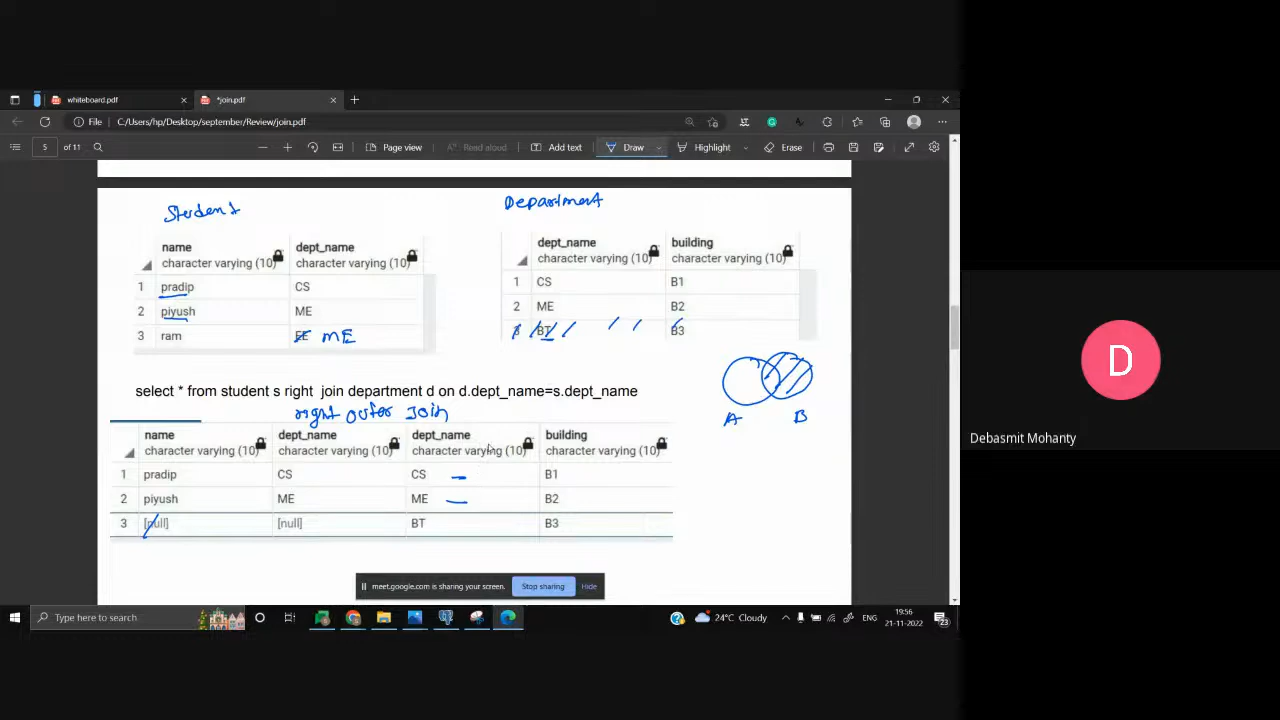 whiteboard.pdf
*join.pdf
File C:/Users/hp/Desktop/september/Review/join.pdf
5 of 11
Page view
Read aloud
Add text
Draw
Highlight
Erase
Student
Department
name character varying (10) dept_name character varying (10)
1 pradip CS
2 piyush ME
3 ram EE ME
dept_name character varying (10) building character varying (10)
1 CS B1
2 ME B2
3 BT B3
A B
select * from student s right join department d on d.dept_name=s.dept_name
right outer Join
name character varying (10) dept_name character varying (10) dept_name character varying (10) building character varying (10)
1 pradip CS CS B1
2 piyush ME ME B2
3 [null] [null] BT B3
meet.google.com is sharing your screen. Stop sharing Hide
Type here to search
24°C Cloudy
ENG
19:56
21-11-2022
23
D
Debasmit Mohanty